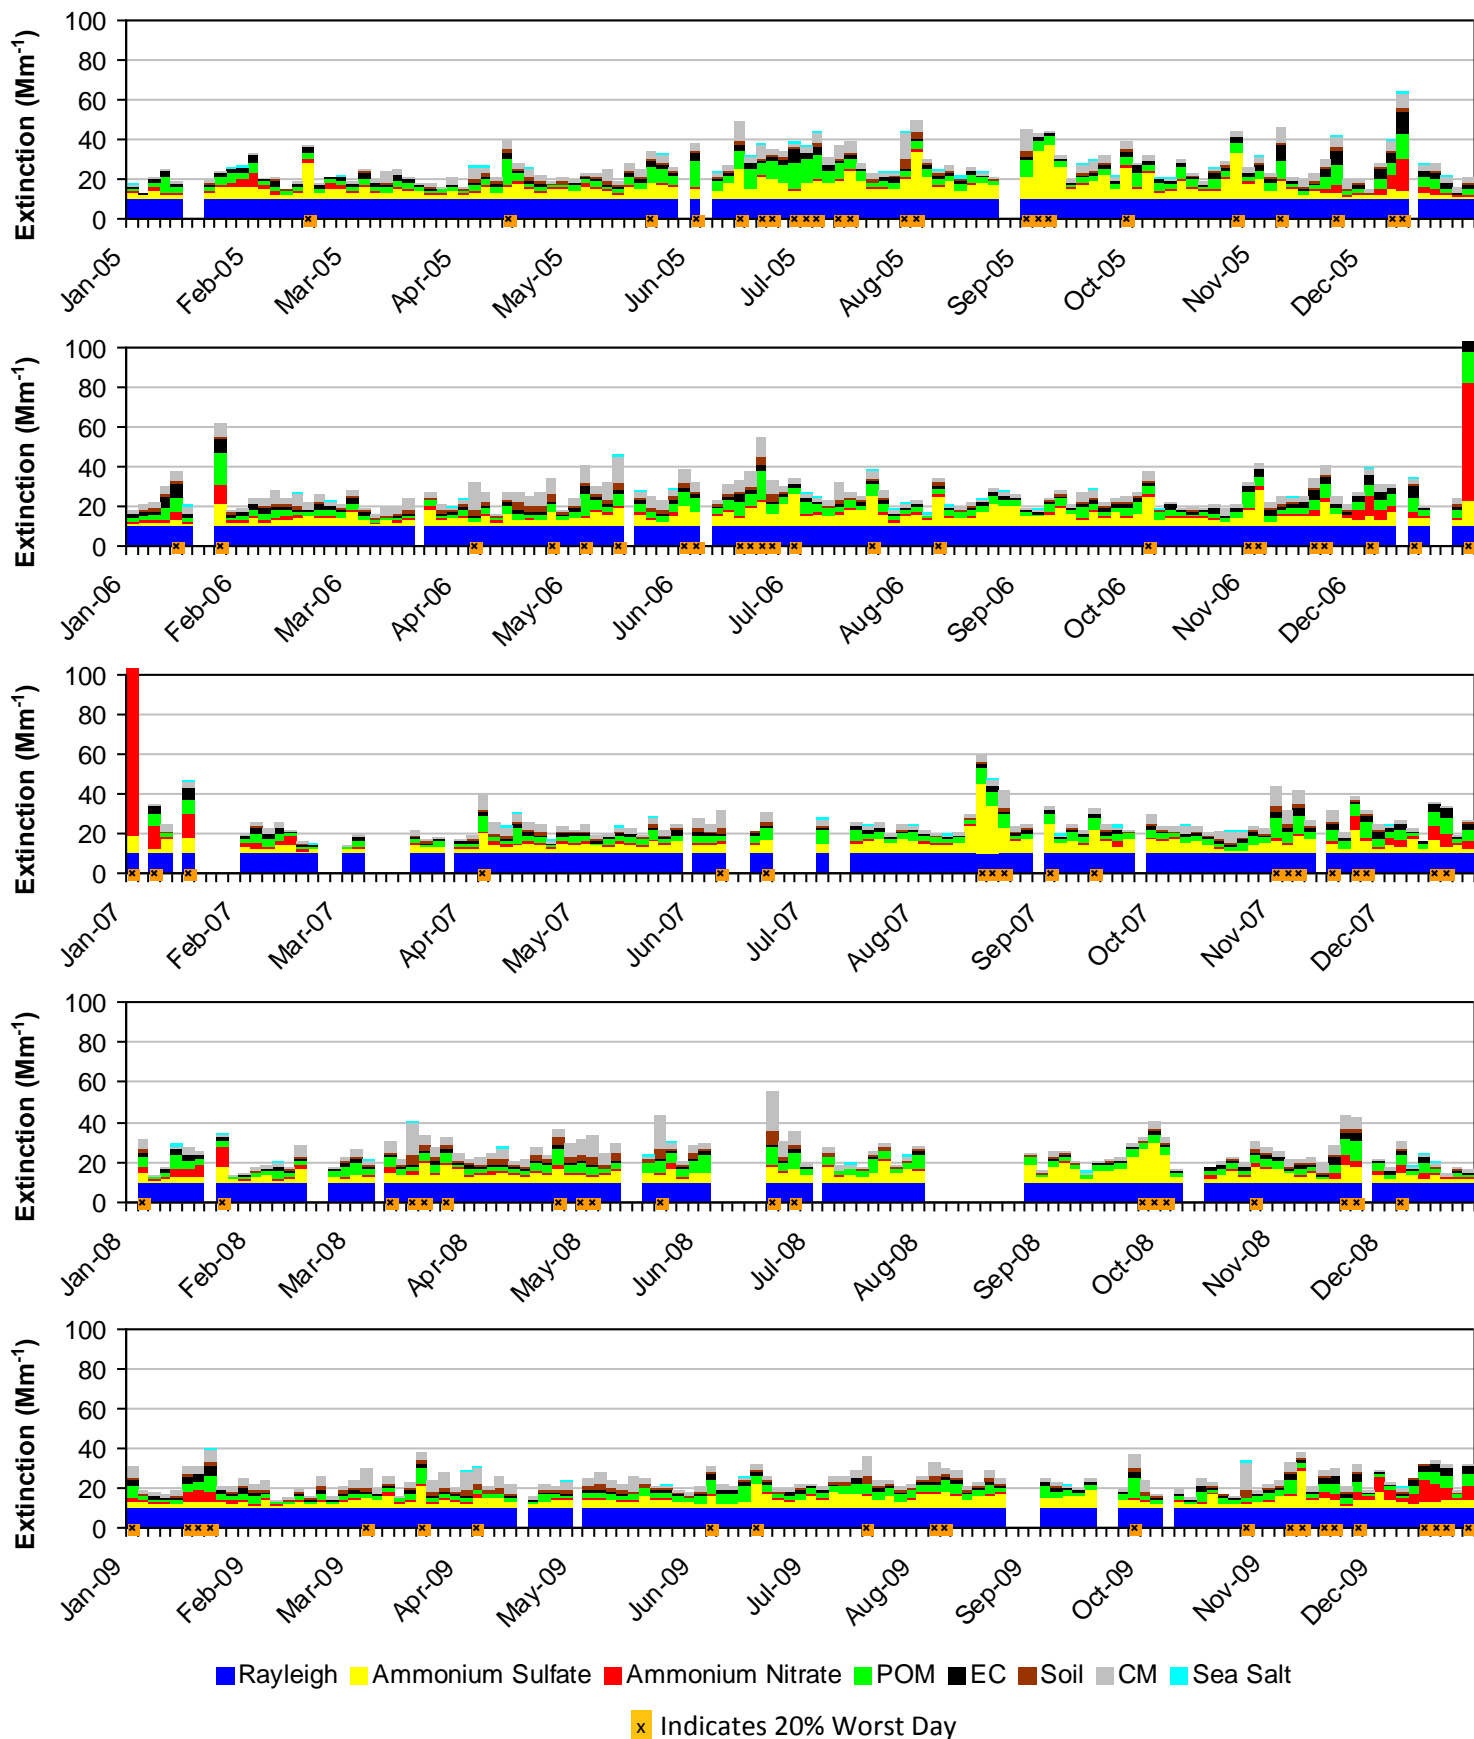 Extinction (Mm-1)
100
80
60
40
20
0
Jan-05 Feb-05 Mar-05 Apr-05 May-05 Jun-05 Jul-05 Aug-05 Sep-05 Oct-05 Nov-05 Dec-05
Extinction (Mm-1)
100
80
60
40
20
0
Jan-06 Feb-06 Mar-06 Apr-06 May-06 Jun-06 Jul-06 Aug-06 Sep-06 Oct-06 Nov-06 Dec-06
Extinction (Mm-1)
100
80
60
40
20
0
Jan-07 Feb-07 Mar-07 Apr-07 May-07 Jun-07 Jul-07 Aug-07 Sep-07 Oct-07 Nov-07 Dec-07
Extinction (Mm-1)
100
80
60
40
20
0
Jan-08 Feb-08 Mar-08 Apr-08 May-08 Jun-08 Jul-08 Aug-08 Sep-08 Oct-08 Nov-08 Dec-08
Extinction (Mm-1)
100
80
60
40
20
0
Jan-09 Feb-09 Mar-09 Apr-09 May-09 Jun-09 Jul-09 Aug-09 Sep-09 Oct-09 Nov-09 Dec-09
Rayleigh Ammonium Sulfate Ammonium Nitrate POM EC Soil CM Sea Salt
x Indicates 20% Worst Day